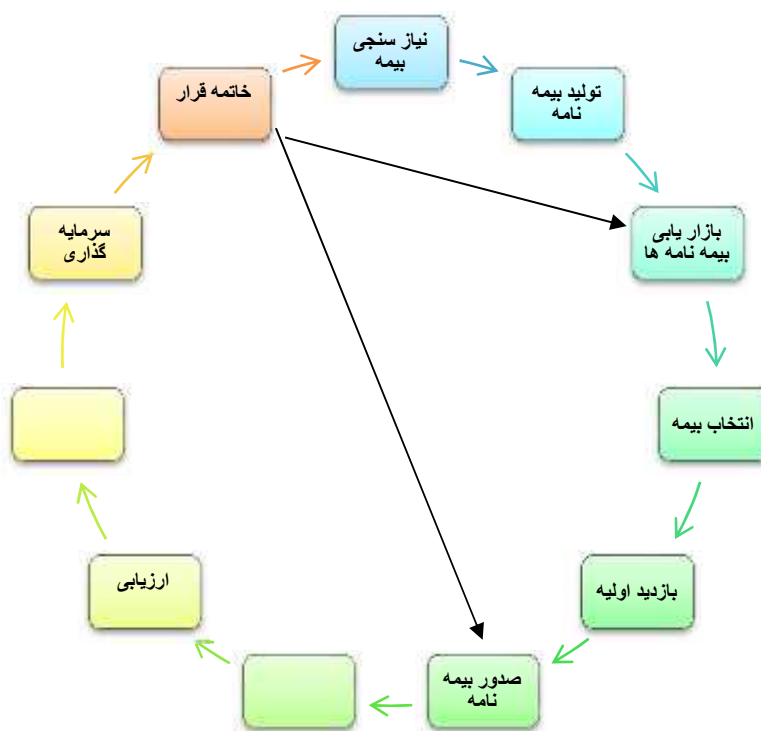 نیاز سنجی
بیمه
تولید بیمه
نامه
بازار یابی
بیمه نامه ها
انتخاب بیمه
بازدید اولیه
صدور بیمه
نامه
ارزیابی
سرمایه
گذاری
خاتمه قرار